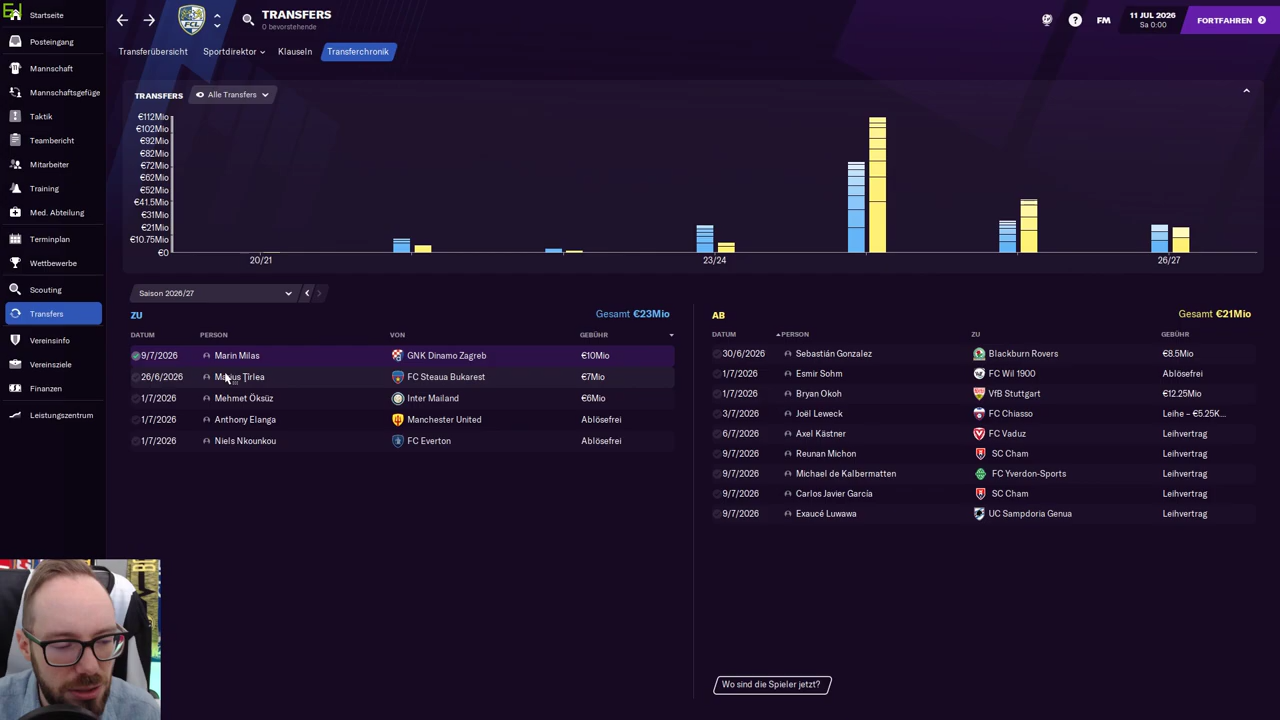 Startseite
Posteingang
Mannschaft
Mannschaftsgefüge
Taktik
Teambericht
Mitarbeiter
Training
Med. Abteilung
Terminplan
Wettbewerbe
Scouting
Transfers
Vereinsinfo
Vereinsziele
Finanzen
Leistungszentrum
FCL
TRANSFERS
0 bevorstehende
FM
11 JUL 2026
Sa 0:00
FORTFAHREN
Transferübersicht
Sportdirektor
Klauseln
Transferchronik
TRANSFERS
Alle Transfers
€112Mio
€102Mio
€92Mio
€82Mio
€72Mio
€62Mio
€52Mio
€41.5Mio
€31Mio
€21Mio
€10.75Mio
€0
20/21 23/24 26/27
Saison 2026/27
ZU Gesamt €23Mio
DATUM PERSON VON GEBÜHR
9/7/2026 Marin Milas GNK Dinamo Zagreb €10Mio
26/6/2026 Marius Țîrlea FC Steaua Bukarest €7Mio
1/7/2026 Mehmet Öksüz Inter Mailand €6Mio
1/7/2026 Anthony Elanga Manchester United Ablösefrei
1/7/2026 Niels Nkounkou FC Everton Ablösefrei
AB Gesamt €21Mio
DATUM PERSON ZU GEBÜHR
30/6/2026 Sebastián Gonzalez Blackburn Rovers €8.5Mio
1/7/2026 Esmir Sohm FC Wil 1900 Ablösefrei
1/7/2026 Bryan Okoh VfB Stuttgart €12.25Mio
3/7/2026 Joël Leweck FC Chiasso Leihe – €5.25K...
6/7/2026 Axel Kästner FC Vaduz Leihvertrag
9/7/2026 Reunan Michon SC Cham Leihvertrag
9/7/2026 Michael de Kalbermatten FC Yverdon-Sports Leihvertrag
9/7/2026 Carlos Javier García SC Cham Leihvertrag
9/7/2026 Exaucé Luwawa UC Sampdoria Genua Leihvertrag
Wo sind die Spieler jetzt?